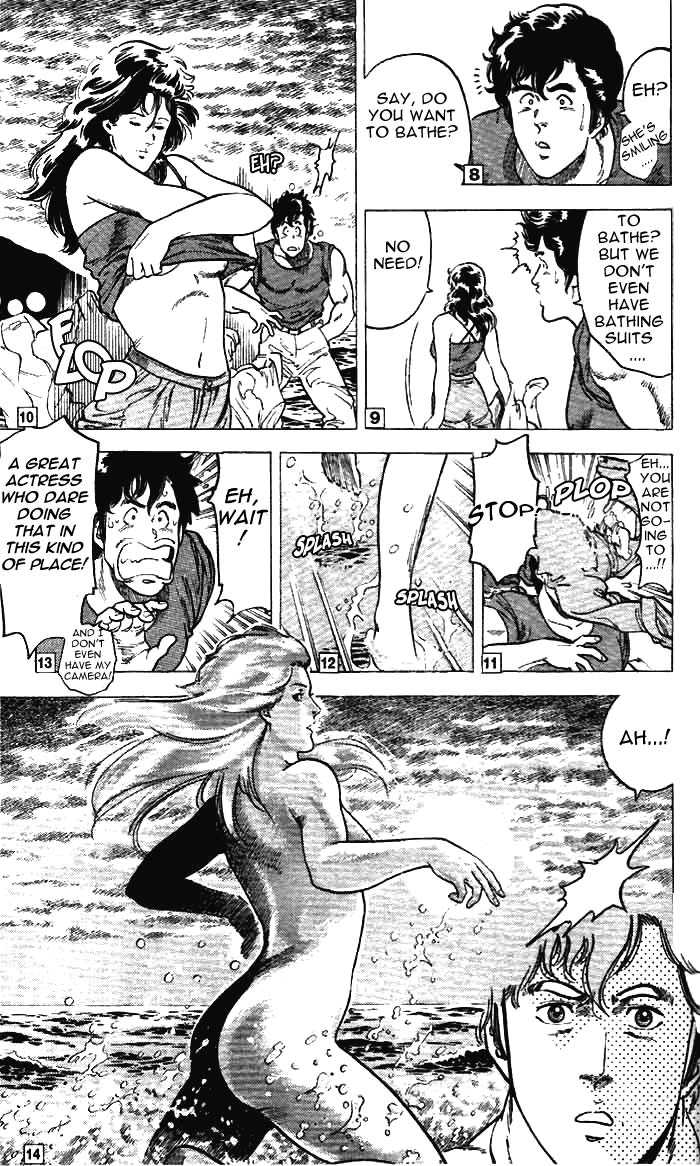 EH?
SHE'S
SMILING
....
SAY, DO
YOU WANT
TO BATHE?
8
TO
BATHE?
BUT WE
DON'T
EVEN
HAVE
BATHING
SUITS
....
NO
NEED!
9
EH?
FLOP
10
EH...
YOU
ARE
NOT
GO-
ING
TO
...!!
PLOP
STOP
11
SPLASH
SPLASH
12
EH,
WAIT
!
A GREAT
ACTRESS
WHO DARE
DOING
THAT IN
THIS KIND
OF PLACE!
AND I
DON'T
EVEN
HAVE MY
CAMERA!
13
AH...!
14